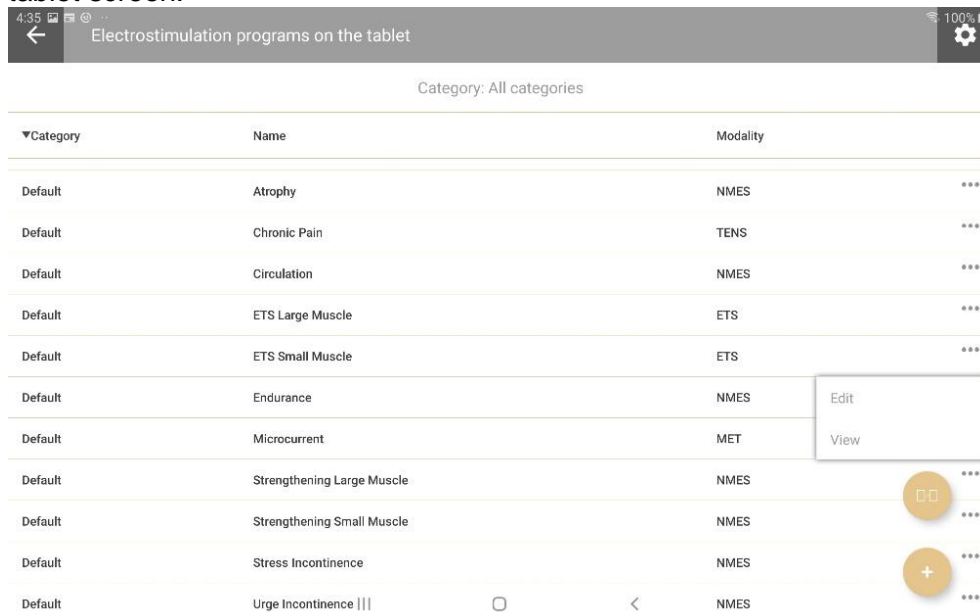 tablet screen.
4:35
100%
Electrostimulation programs on the tablet
Category: All categories
▼Category Name Modality
Default Atrophy NMES
Default Chronic Pain TENS
Default Circulation NMES
Default ETS Large Muscle ETS
Default ETS Small Muscle ETS
Default Endurance NMES Edit
Default Microcurrent MET View
Default Strengthening Large Muscle NMES
Default Strengthening Small Muscle NMES
Default Stress Incontinence NMES
Default Urge Incontinence NMES